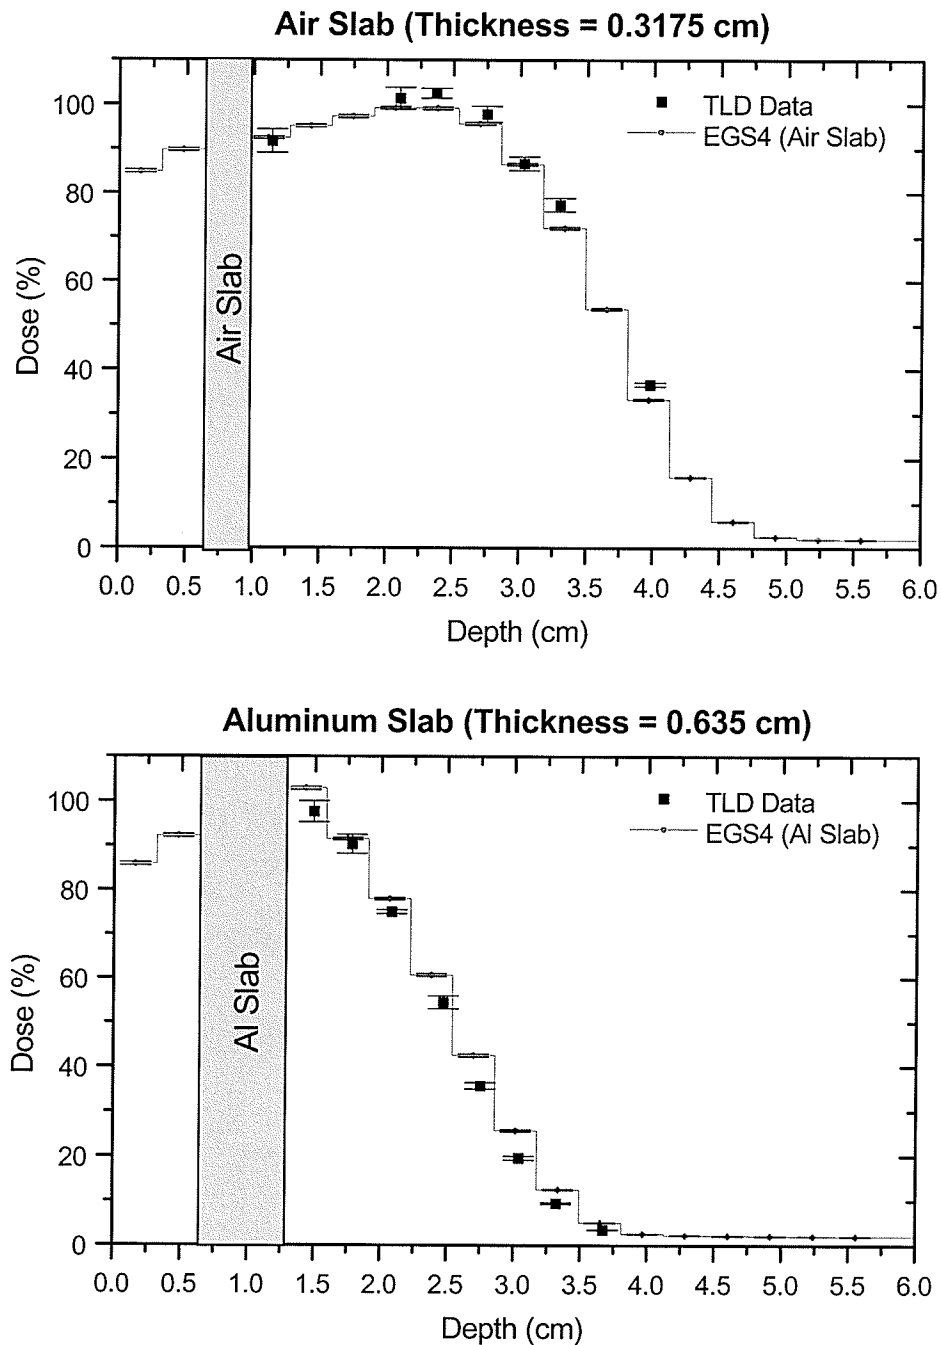 Air Slab (Thickness = 0.3175 cm)
100
80
60
40
20
0
Dose (%)
Air Slab
TLD Data
EGS4 (Air Slab)
0.0 0.5 1.0 1.5 2.0 2.5 3.0 3.5 4.0 4.5 5.0 5.5 6.0
Depth (cm)
Aluminum Slab (Thickness = 0.635 cm)
100
80
60
40
20
0
Dose (%)
Al Slab
TLD Data
EGS4 (Al Slab)
0.0 0.5 1.0 1.5 2.0 2.5 3.0 3.5 4.0 4.5 5.0 5.5 6.0
Depth (cm)